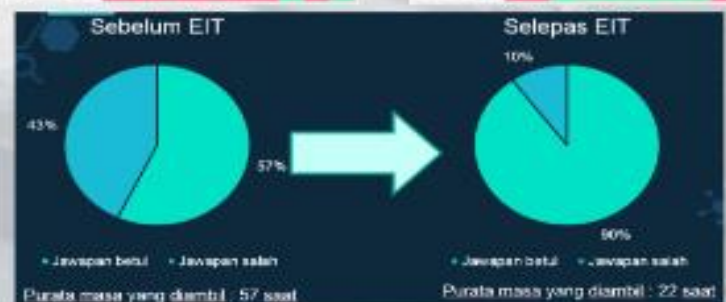 Sebelum EIT
Selepas EIT
43%
57%
10%
90%
Jawapan betul
Jawapan salah
Jawapan betul
Jawapan salah
Purata masa yang diambil : 57 saat
Purata masa yang diambil : 22 saat